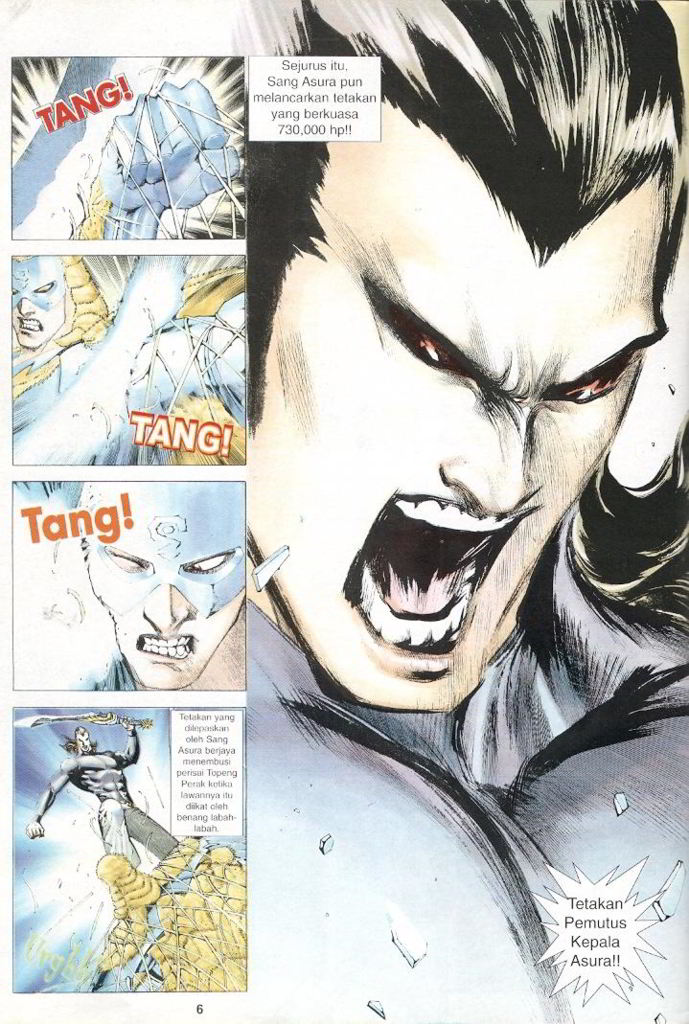 TANG!
Sejurus itu,
Sang Asura pun
melancarkan tetakan
yang berkuasa
730,000 hp!!
TANG!
Tang!
Tetakan yang
dilepaskan
oleh Sang
Asura berjaya
menembusi
perisai Topeng
Perak ketika
lawannya itu
diikat oleh
benang labah-
labah.
Tetakan
Pemutus
Kepala
Asura!!
6